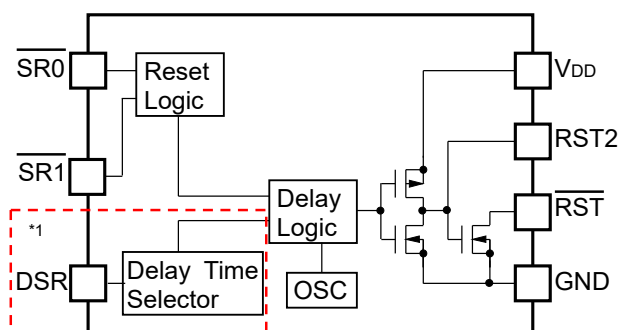 SR0
Reset
Logic
VDD
RST2
SR1
Delay
Logic
RST
*1
DSR
Delay Time
Selector
OSC
GND